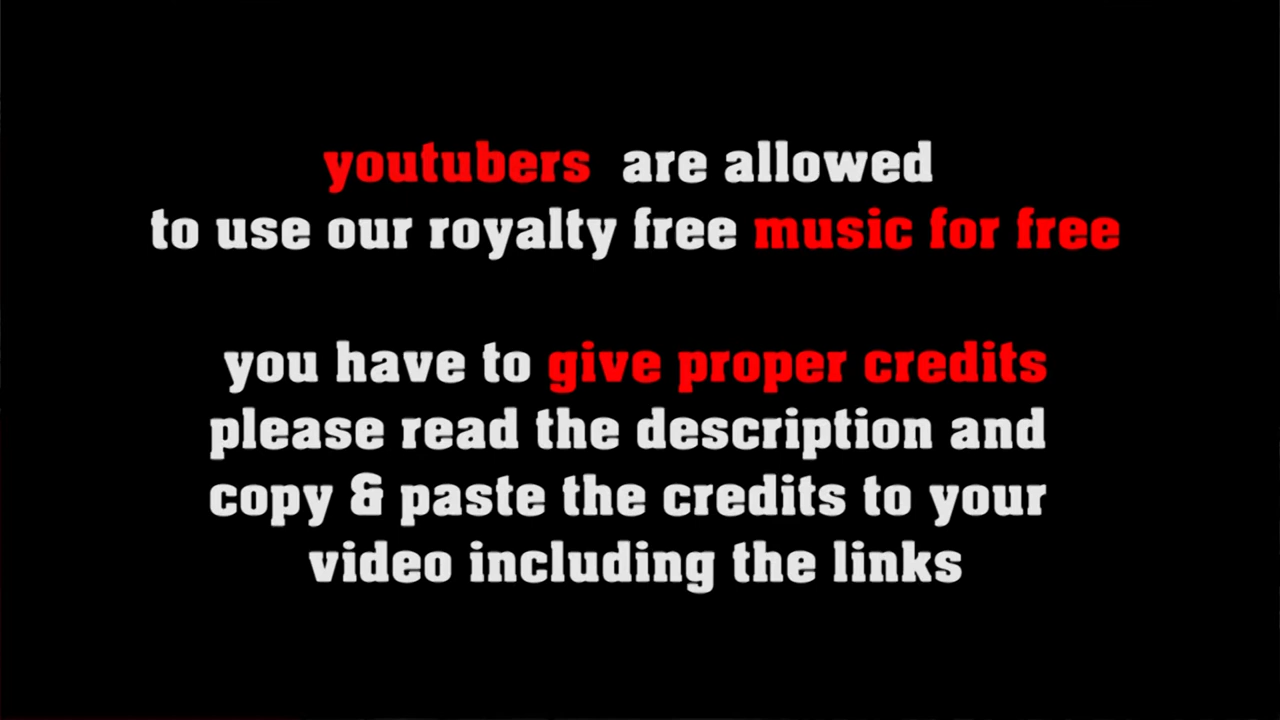 youtubers are allowed
to use our royalty free music for free
you have to give proper credits
please read the description and
copy & paste the credits to your
video including the links